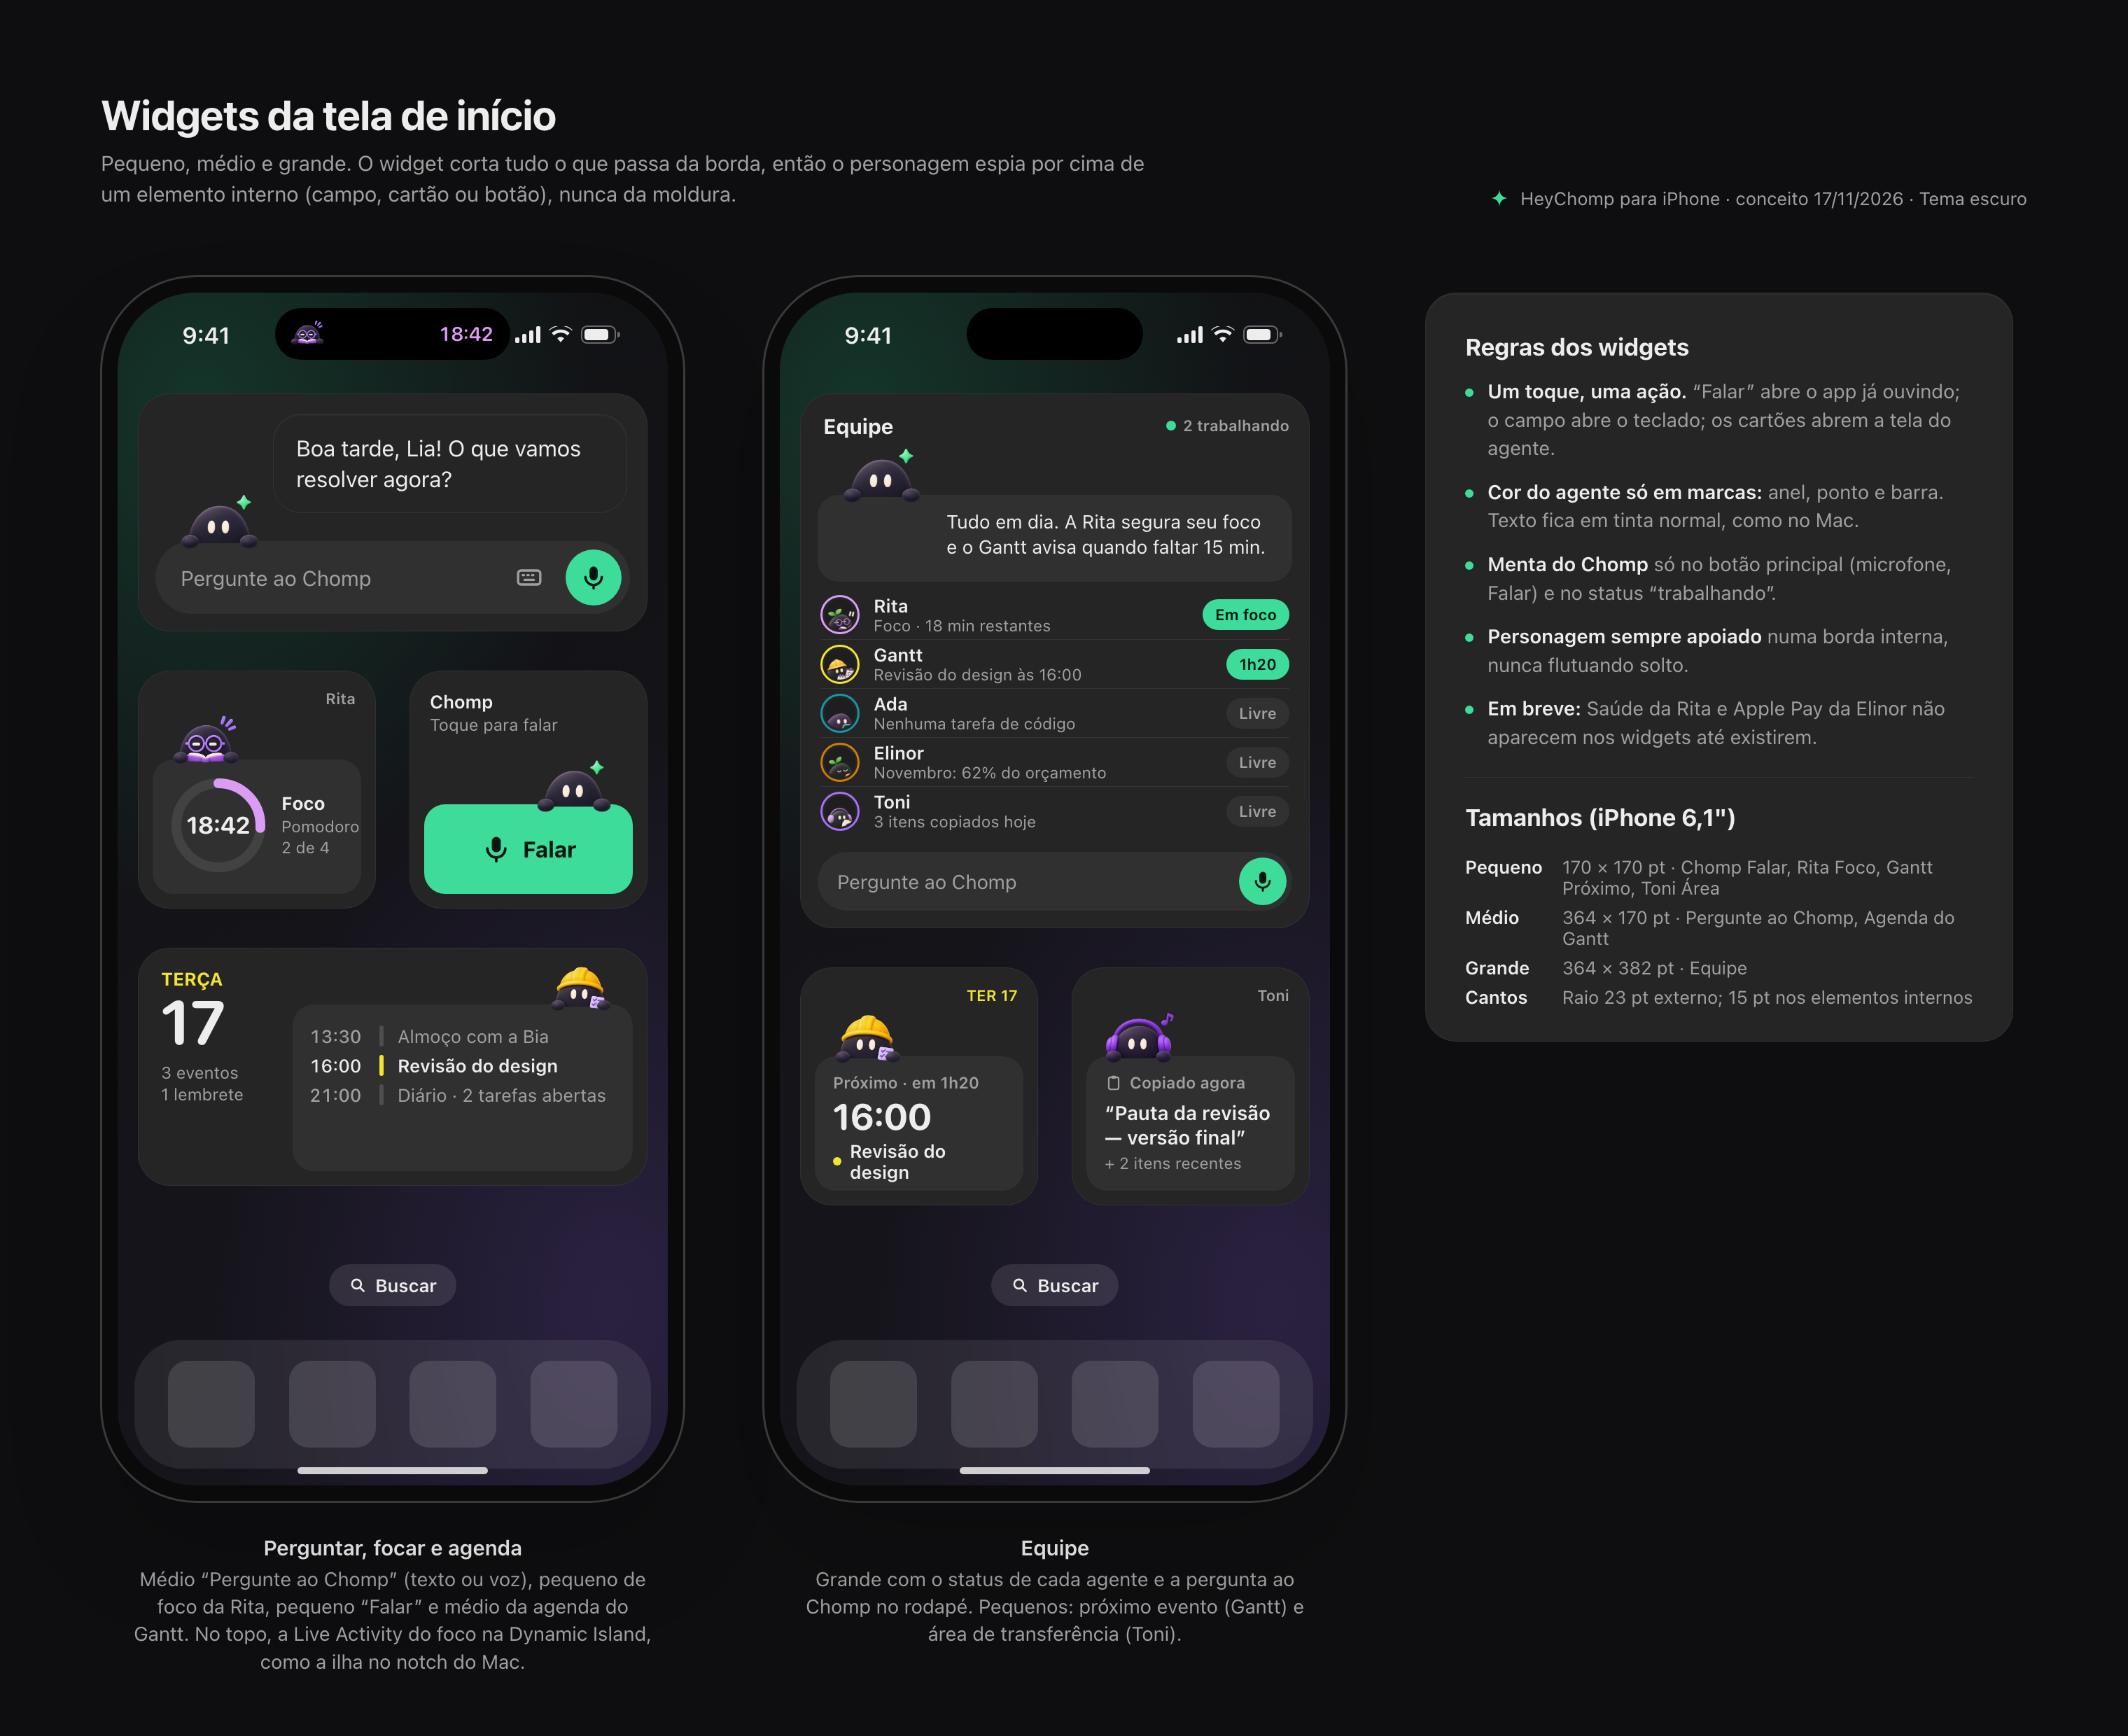 Widgets da tela de início
Pequeno, médio e grande. O widget corta tudo o que passa da borda, então o personagem espia por cima de
um elemento interno (campo, cartão ou botão), nunca da moldura.
HeyChomp para iPhone · conceito 17/11/2026 · Tema escuro
9:41
18:42
Boa tarde, Lia! O que vamos
resolver agora?
Pergunte ao Chomp
Rita
18:42
Foco
Pomodoro
2 de 4
Chomp
Toque para falar
Falar
TERÇA
17
3 eventos
1 lembrete
13:30 Almoço com a Bia
16:00 Revisão do design
21:00 Diário · 2 tarefas abertas
Buscar
Perguntar, focar e agenda
Médio “Pergunte ao Chomp” (texto ou voz), pequeno de
foco da Rita, pequeno “Falar” e médio da agenda do
Gantt. No topo, a Live Activity do foco na Dynamic Island,
como a ilha no notch do Mac.
9:41
Equipe
2 trabalhando
Tudo em dia. A Rita segura seu foco
e o Gantt avisa quando faltar 15 min.
Rita
Foco · 18 min restantes
Em foco
Gantt
Revisão do design às 16:00
1h20
Ada
Nenhuma tarefa de código
Livre
Elinor
Novembro: 62% do orçamento
Livre
Toni
3 itens copiados hoje
Livre
Pergunte ao Chomp
TER 17
Próximo · em 1h20
16:00
Revisão do
design
Toni
Copiado agora
“Pauta da revisão
— versão final”
+ 2 itens recentes
Buscar
Equipe
Grande com o status de cada agente e a pergunta ao
Chomp no rodapé. Pequenos: próximo evento (Gantt) e
área de transferência (Toni).
Regras dos widgets
Um toque, uma ação. “Falar” abre o app já ouvindo;
o campo abre o teclado; os cartões abrem a tela do
agente.
Cor do agente só em marcas: anel, ponto e barra.
Texto fica em tinta normal, como no Mac.
Menta do Chomp só no botão principal (microfone,
Falar) e no status “trabalhando”.
Personagem sempre apoiado numa borda interna,
nunca flutuando solto.
Em breve: Saúde da Rita e Apple Pay da Elinor não
aparecem nos widgets até existirem.
Tamanhos (iPhone 6,1")
Pequeno 170 × 170 pt · Chomp Falar, Rita Foco, Gantt
Próximo, Toni Área
Médio 364 × 170 pt · Pergunte ao Chomp, Agenda do
Gantt
Grande 364 × 382 pt · Equipe
Cantos Raio 23 pt externo; 15 pt nos elementos internos